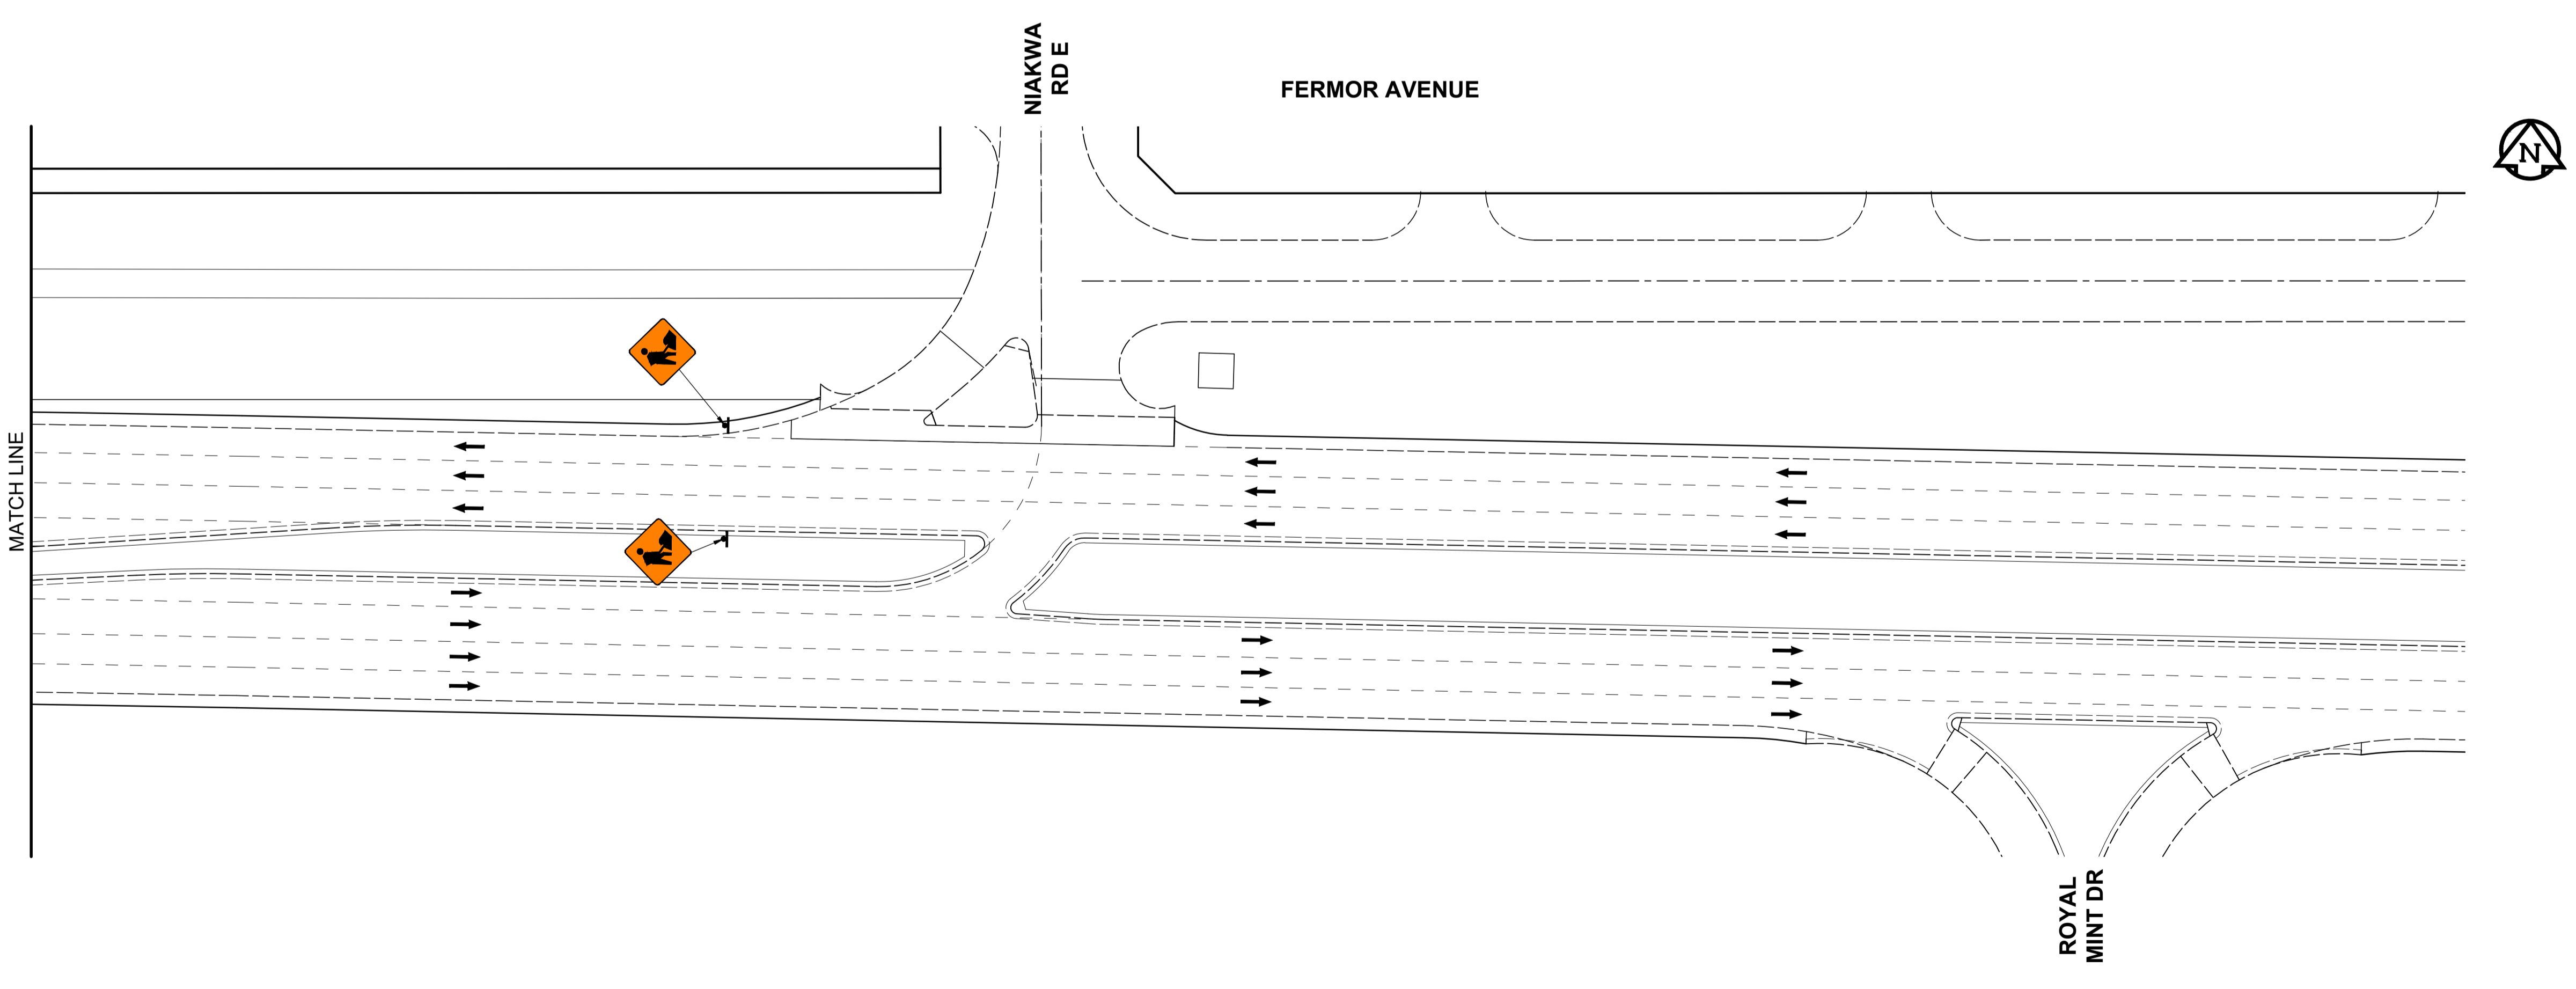 NIAKWA
RD E
FERMOR AVENUE
N
MATCH LINE
ROYAL
MINT DR